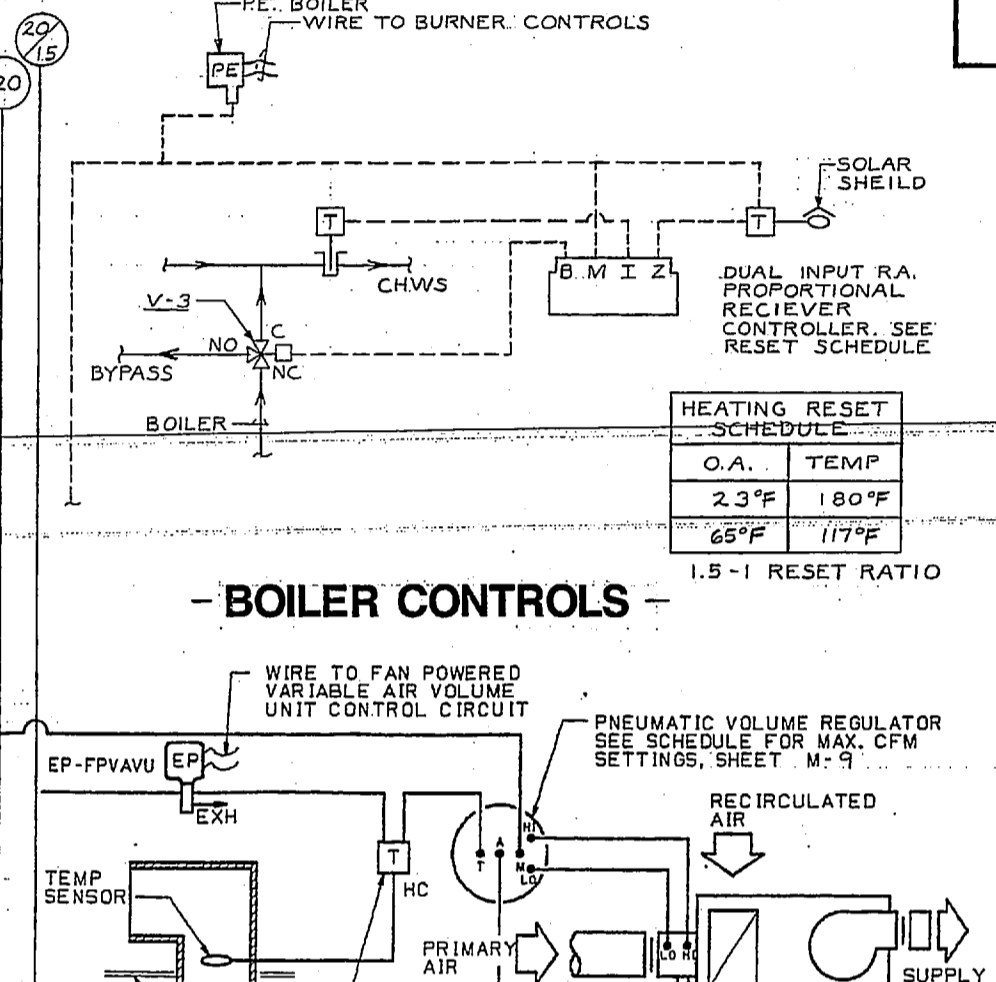 P.E. BOILER
WIRE TO BURNER CONTROLS
20
1.5
20
PE
SOLAR
SHEILD
T
T
B M I Z
CHWS
DUAL INPUT R.A.
PROPORTIONAL
RECIEVER
CONTROLLER. SEE
RESET SCHEDULE
V-3
C
NO
NC
BYPASS
BOILER
HEATING RESET
SCHEDULE
O.A. TEMP
23°F 180°F
65°F 117°F
1.5-1 RESET RATIO
- BOILER CONTROLS -
WIRE TO FAN POWERED
VARIABLE AIR VOLUME
UNIT CONTROL CIRCUIT
PNEUMATIC VOLUME REGULATOR
SEE SCHEDULE FOR MAX. CFM
SETTINGS, SHEET M-9
EP-FPVAVU
EP
EXH
RECIRCULATED
AIR
HI
A
T
M
LO
T
HC
TEMP
SENSOR
PRIMARY
AIR
LO HI
SUPPLY